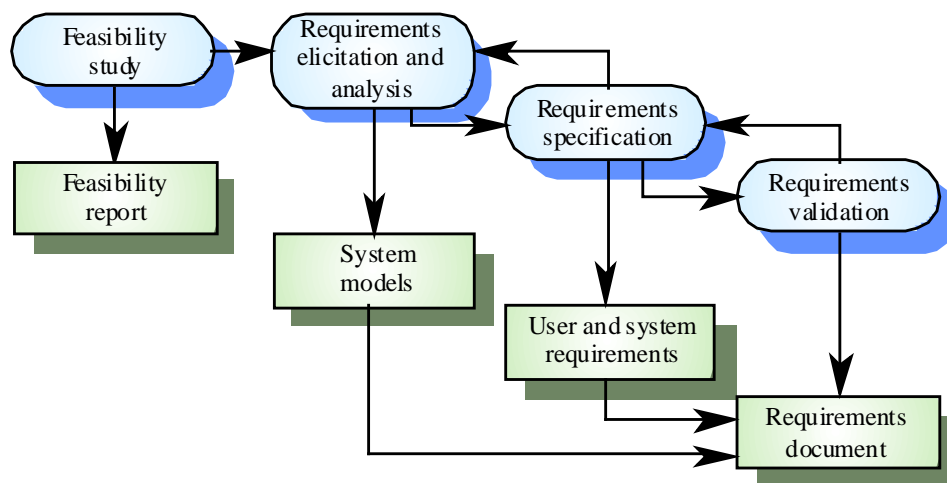 Feasibility
study
Requirements
elicitation and
analysis
Requirements
specification
Requirements
validation
Feasibility
report
System
models
User and system
requirements
Requirements
document